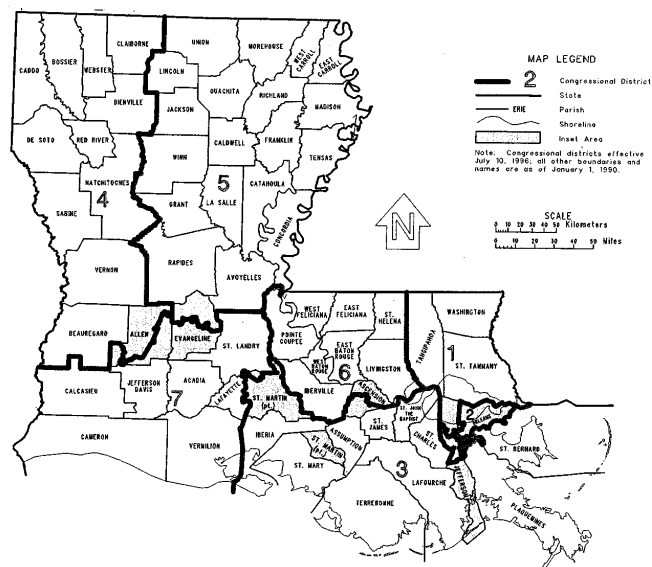 CLAIBORNE
UNION
MOREHOUSE
WEST CARROLL
EAST CARROLL
CADDO
BOSSIER
WEBSTER
LINCOLN
OUACHITA
RICHLAND
MADISON
BIENVILLE
JACKSON
DE SOTO
RED RIVER
CALDWELL
FRANKLIN
TENSAS
WINN
NATCHITOCHES
4
5
LA SALLE
CATAHOULA
SABINE
GRANT
CONCORDIA
VERNON
RAPIDES
AVOYELLES
BEAUREGARD
ALLEN
EVANGELINE
ST. LANDRY
POINTE COUPEE
WEST FELICIANA
EAST FELICIANA
ST. HELENA
TANGIPAHOA
WASHINGTON
1
ST. TAMMANY
EAST BATON ROUGE
WEST BATON ROUGE
6
LIVINGSTON
CALCASIEU
JEFFERSON DAVIS
7
ACADIA
LAFAYETTE
ST. MARTIN (pt.)
IBERVILLE
ASCENSION
ST. JOHN THE BAPTIST
2
ORLEANS
CAMERON
VERMILION
IBERIA
ST. MARTIN (pt.)
ASSUMPTION
ST. JAMES
ST. CHARLES
ST. BERNARD
ST. MARY
3
LAFOURCHE
JEFFERSON
TERREBONNE
PLAQUEMINES
MAP LEGEND
2 Congressional District
State
ERIE Parish
Shoreline
Inset Area
Note: Congressional districts effective
July 10, 1996; all other boundaries and
names are as of January 1, 1990.
N
SCALE
0 10 20 30 40 50 Kilometers
0 10 20 30 40 50 Miles